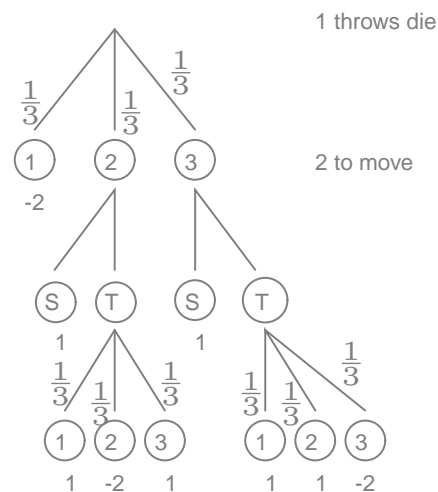 1 throws die
1/3 1/3 1/3
1 2 3 2 to move
-2
S T S T
1 1
1/3 1/3 1/3 1/3 1/3 1/3
1 2 3 1 2 3
1 -2 1 1 1 -2